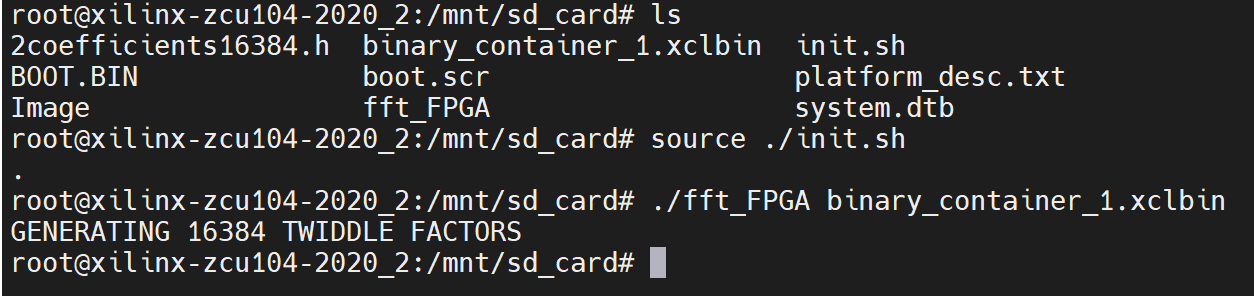 root@xilinx-zcu104-2020_2:/mnt/sd_card# ls
2coefficients16384.h  binary_container_1.xclbin  init.sh
BOOT.BIN              boot.scr                   platform_desc.txt
Image                 fft_FPGA                   system.dtb
root@xilinx-zcu104-2020_2:/mnt/sd_card# source ./init.sh
.
root@xilinx-zcu104-2020_2:/mnt/sd_card# ./fft_FPGA binary_container_1.xclbin
GENERATING 16384 TWIDDLE FACTORS
root@xilinx-zcu104-2020_2:/mnt/sd_card#